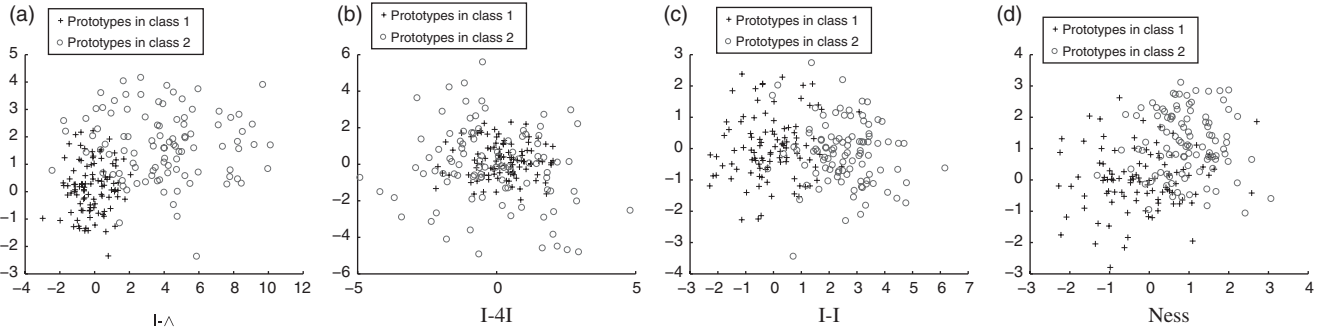 (a)
+ Prototypes in class 1
○ Prototypes in class 2
5
4
3
2
1
0
−1
−2
−3
−4 −2 0 2 4 6 8 10 12
I-Λ
(b)
+ Prototypes in class 1
○ Prototypes in class 2
6
4
2
0
−2
−4
−6
−5 0 5
I-4I
(c)
+ Prototypes in class 1
○ Prototypes in class 2
3
2
1
0
−1
−2
−3
−4
−3 −2 −1 0 1 2 3 4 5 6 7
I-I
(d)
+ Prototypes in class 1
○ Prototypes in class 2
4
3
2
1
0
−1
−2
−3
−3 −2 −1 0 1 2 3 4
Ness